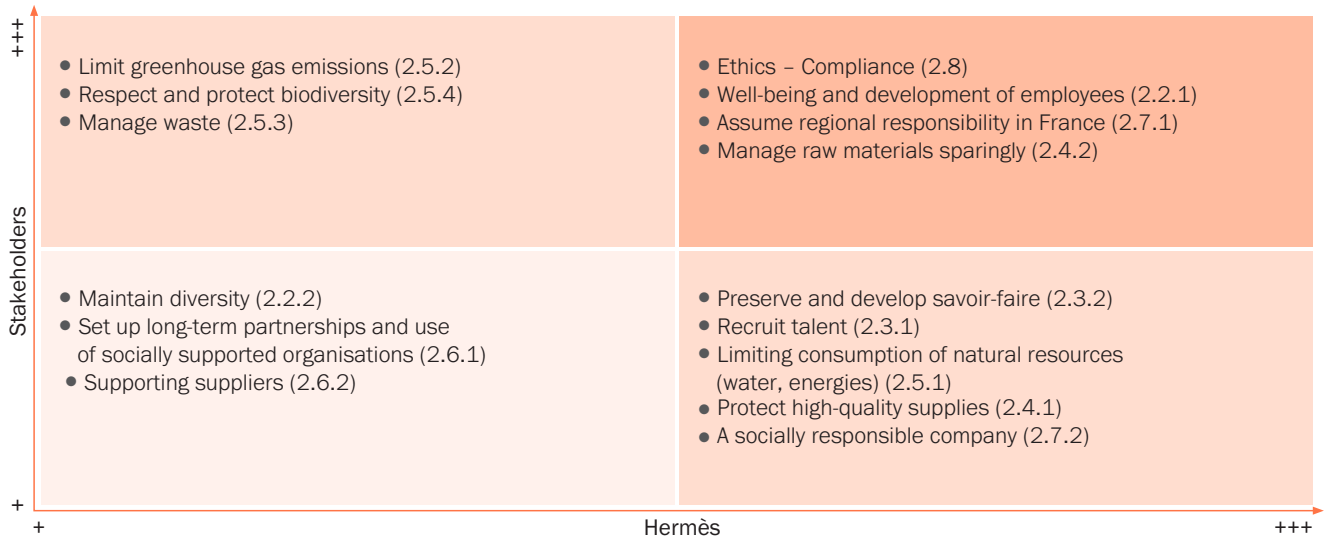 +++
● Limit greenhouse gas emissions (2.5.2)
● Respect and protect biodiversity (2.5.4)
● Manage waste (2.5.3)
● Ethics – Compliance (2.8)
● Well-being and development of employees (2.2.1)
● Assume regional responsibility in France (2.7.1)
● Manage raw materials sparingly (2.4.2)
Stakeholders
● Maintain diversity (2.2.2)
● Set up long-term partnerships and use
of socially supported organisations (2.6.1)
● Supporting suppliers (2.6.2)
● Preserve and develop savoir-faire (2.3.2)
● Recruit talent (2.3.1)
● Limiting consumption of natural resources
(water, energies) (2.5.1)
● Protect high-quality supplies (2.4.1)
● A socially responsible company (2.7.2)
+
+
Hermès
+++